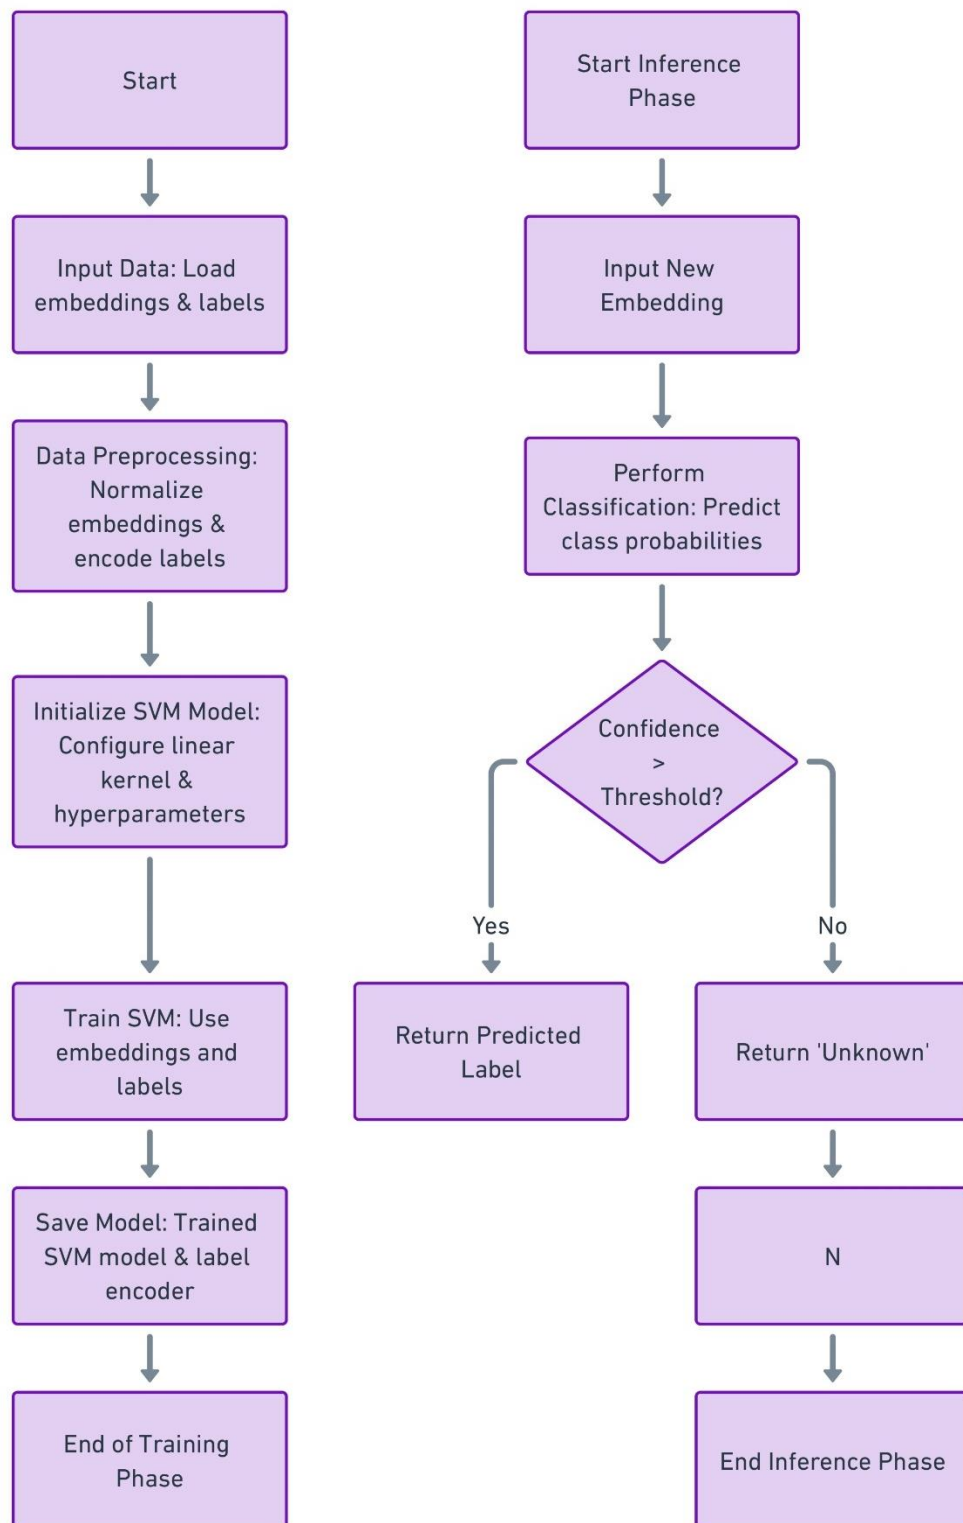 Start
Input Data: Load
embeddings & labels
Data Preprocessing:
Normalize
embeddings &
encode labels
Initialize SVM Model:
Configure linear
kernel &
hyperparameters
Train SVM: Use
embeddings and
labels
Save Model: Trained
SVM model & label
encoder
End of Training
Phase
Start Inference
Phase
Input New
Embedding
Perform
Classification: Predict
class probabilities
Confidence
>
Threshold?
Yes
No
Return Predicted
Label
Return 'Unknown'
N
End Inference Phase